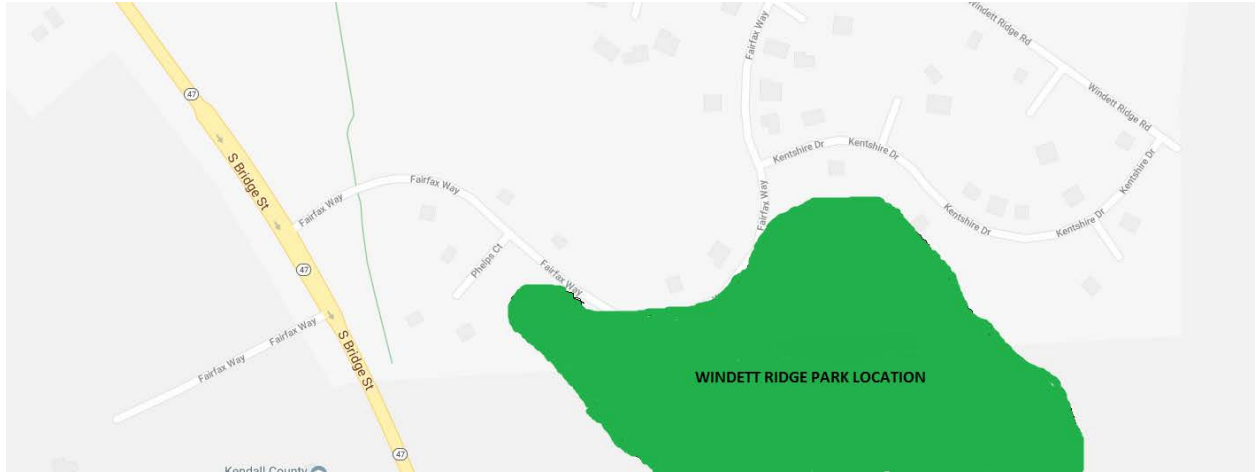 Windett Ridge Rd
Fairfax Way
47
Windett Ridge Rd
S Bridge St
Kentshire Dr
Kentshire Dr
Kentshire Dr
Fairfax Way
Fairfax Way
Fairfax Way
Kentshire Dr
Kentshire Dr
Phelps Ct
47
Fairfax Way
Fairfax Way
Fairfax Way
S Bridge St
WINDETT RIDGE PARK LOCATION
47
Kendall County